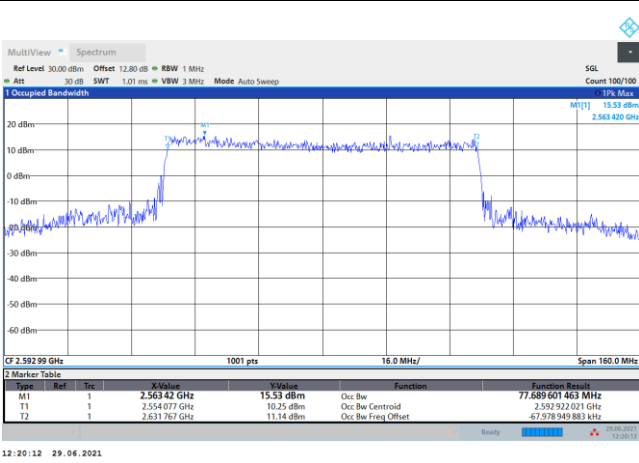 MultiView Spectrum
Ref Level 30.00 dBm Offset 12.80 dB RBW 1 MHz SGL
Att 30 dB SWT 1.01 ms VBW 3 MHz Mode Auto Sweep Count 100/100
1 Occupied Bandwidth 1Pk Max
M1[1] 15.53 dBm
2.563 420 GHz
M1
20 dBm
T1 T2
10 dBm
0 dBm
-10 dBm
-20 dBm
-30 dBm
-40 dBm
-50 dBm
-60 dBm
CF 2.592 99 GHz 1001 pts 16.0 MHz/ Span 160.0 MHz
2 Marker Table
Type Ref Trc X-Value Y-Value Function Function Result
M1 1 2.563 42 GHz 15.53 dBm Occ Bw 77.689 601 463 MHz
T1 1 2.554 077 GHz 10.25 dBm Occ Bw Centroid 2.592 922 021 GHz
T2 1 2.631 767 GHz 11.14 dBm Occ Bw Freq Offset -67.978 949 883 kHz
Ready 29.06.2021
12:20:12
12:20:12 29.06.2021